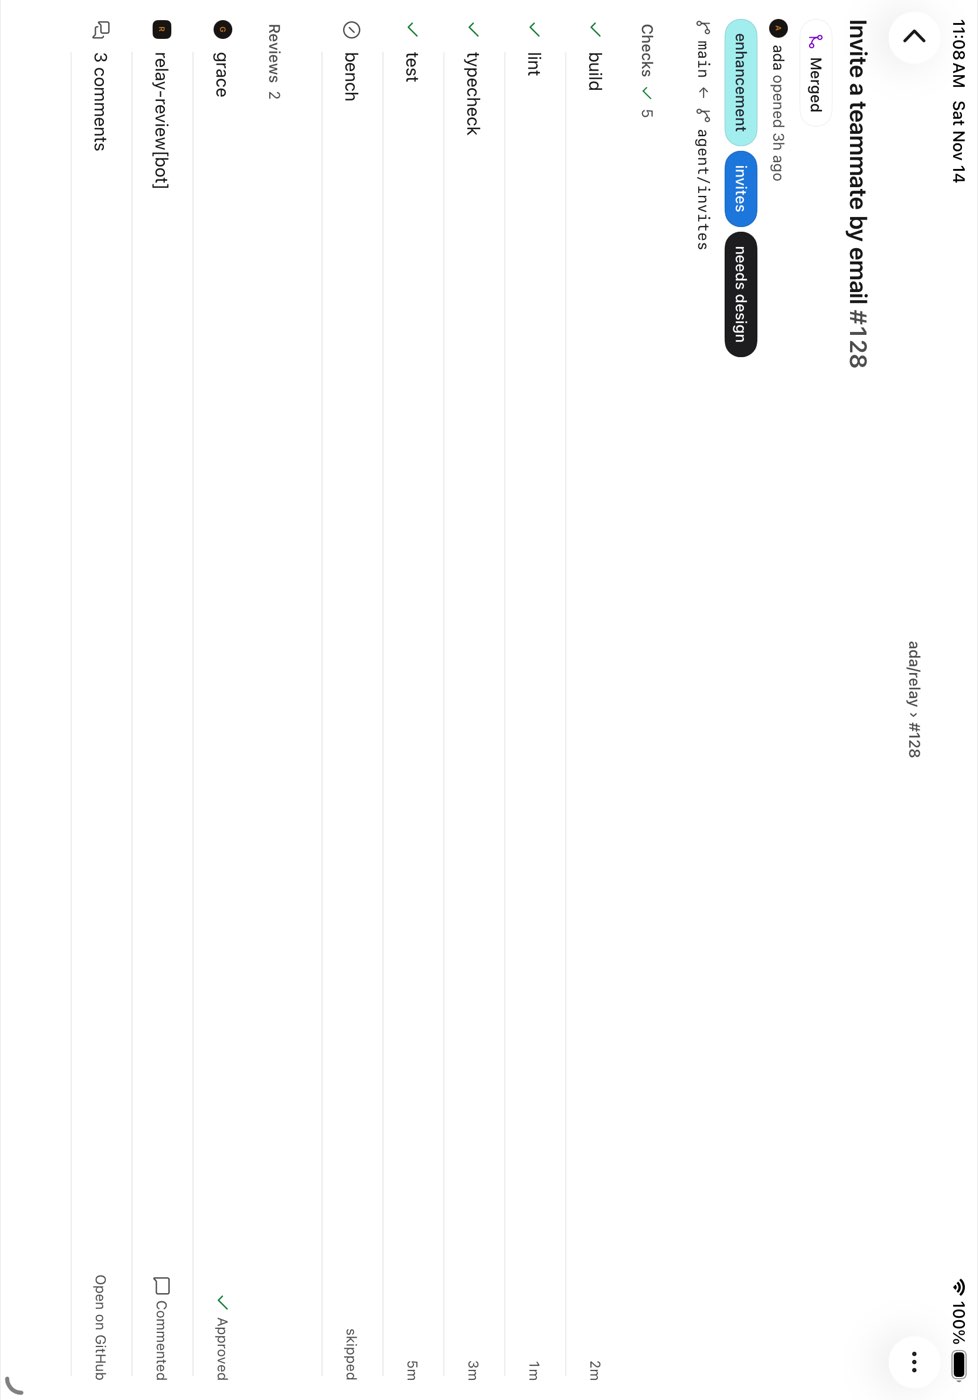 11:08 AM Sat Nov 14
100%
ada/relay › #128
Invite a teammate by email #128
Merged
A ada opened 3h ago
enhancement invites needs design
main ← agent/invites
Checks 5
build 2m
lint 1m
typecheck 3m
test 5m
bench skipped
Reviews 2
G grace Approved
R relay-review[bot] Commented
3 comments Open on GitHub